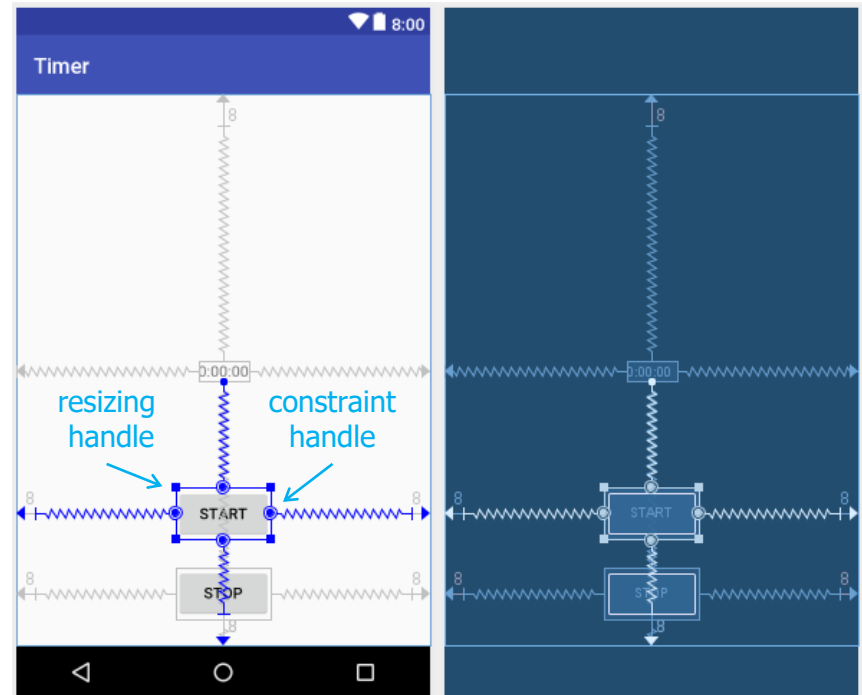 8:00
Timer
8
8
0:00:00
0:00:00
resizing
handle
constraint
handle
8
8
8
8
START
START
8
8
8
8
STOP
STOP
8
8